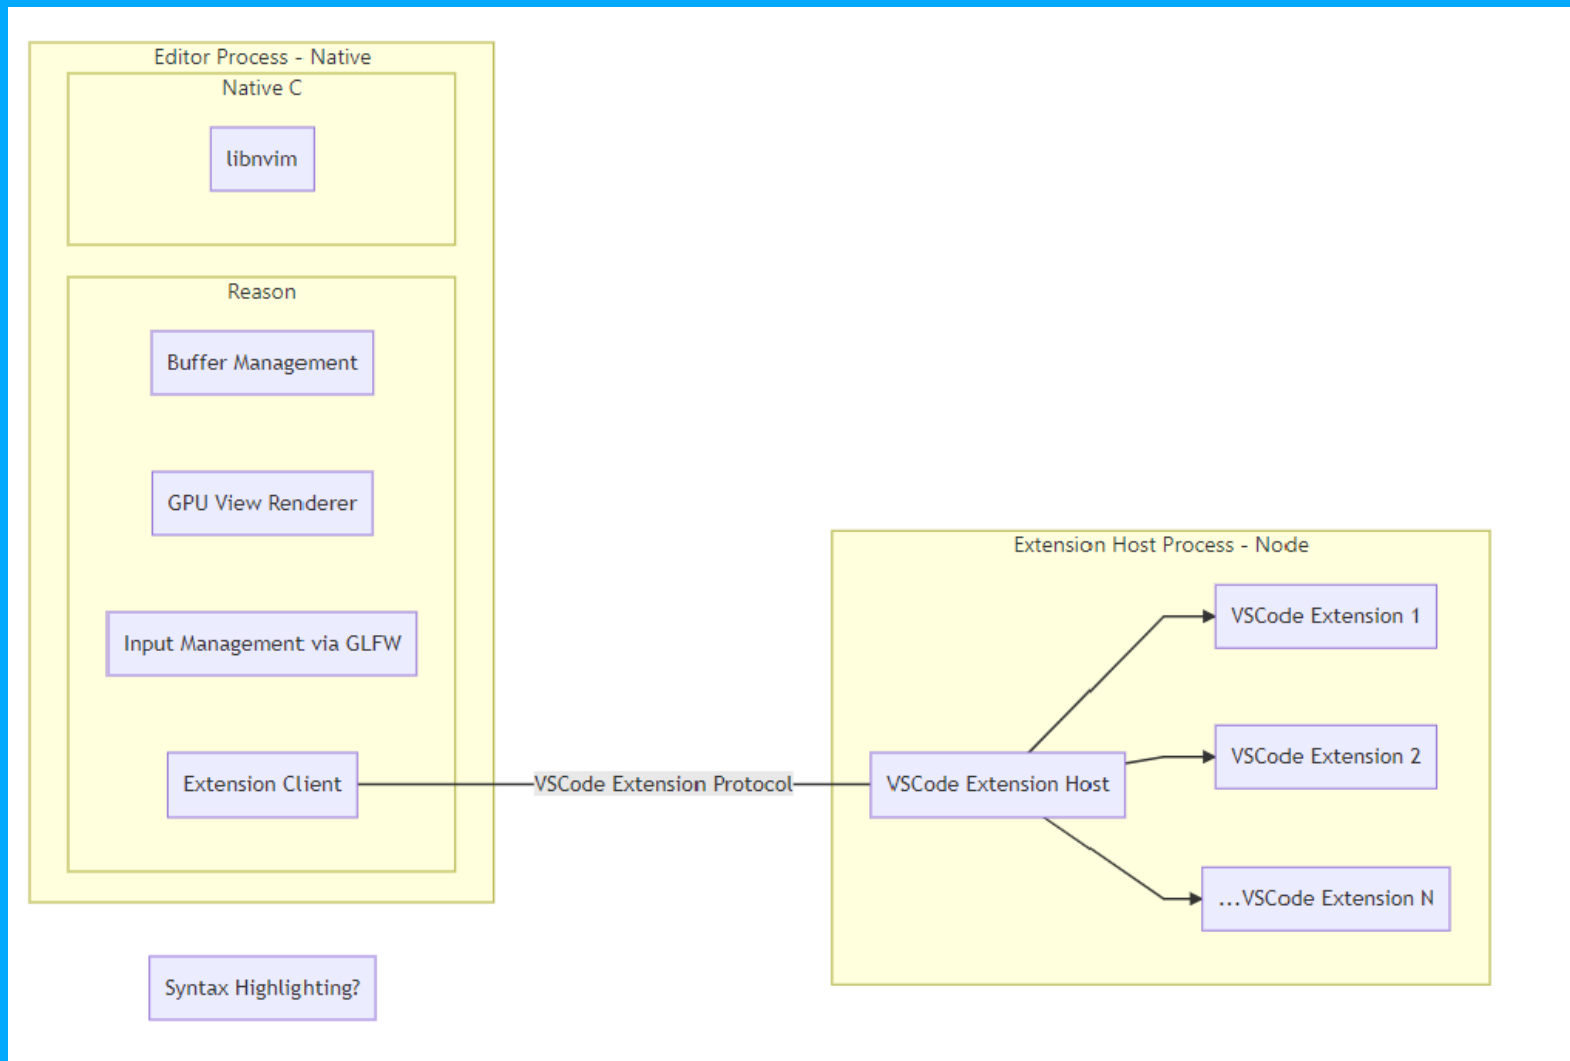 Editor Process - Native
Native C
libnvim
Reason
Buffer Management
GPU View Renderer
Input Management via GLFW
Extension Client
VSCode Extension Protocol
Extension Host Process - Node
VSCode Extension Host
VSCode Extension 1
VSCode Extension 2
...VSCode Extension N
Syntax Highlighting?